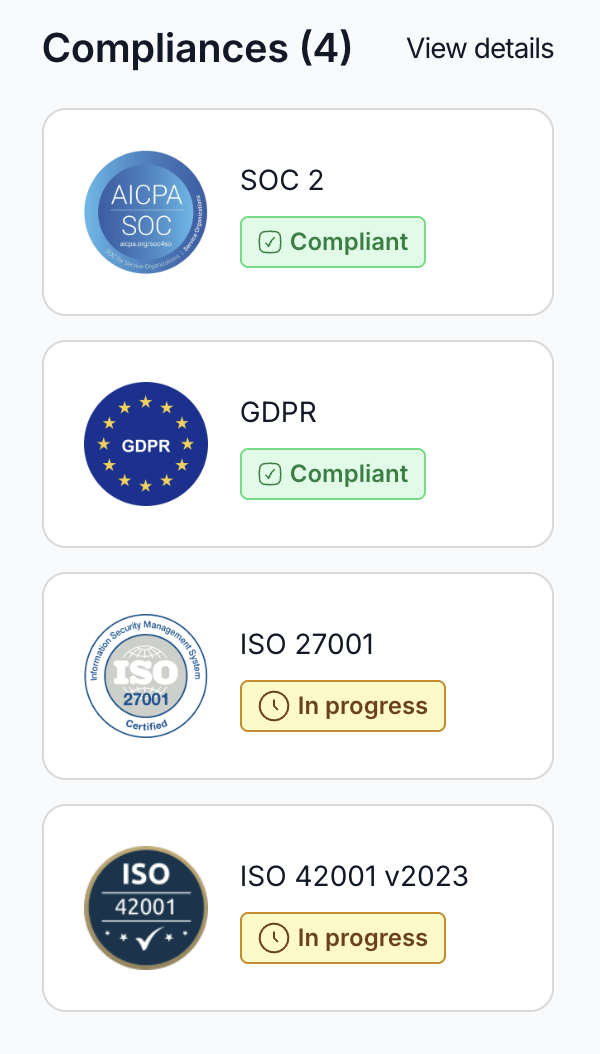 Compliances (4)
View details
AICPA
SOC
aicpa.org/soc4so
SOC for Service Organizations | Service Organizations
SOC 2
Compliant
GDPR
GDPR
Compliant
Information Security Management System
ISO
27001
Certified
ISO 27001
In progress
ISO
42001
ISO 42001 v2023
In progress